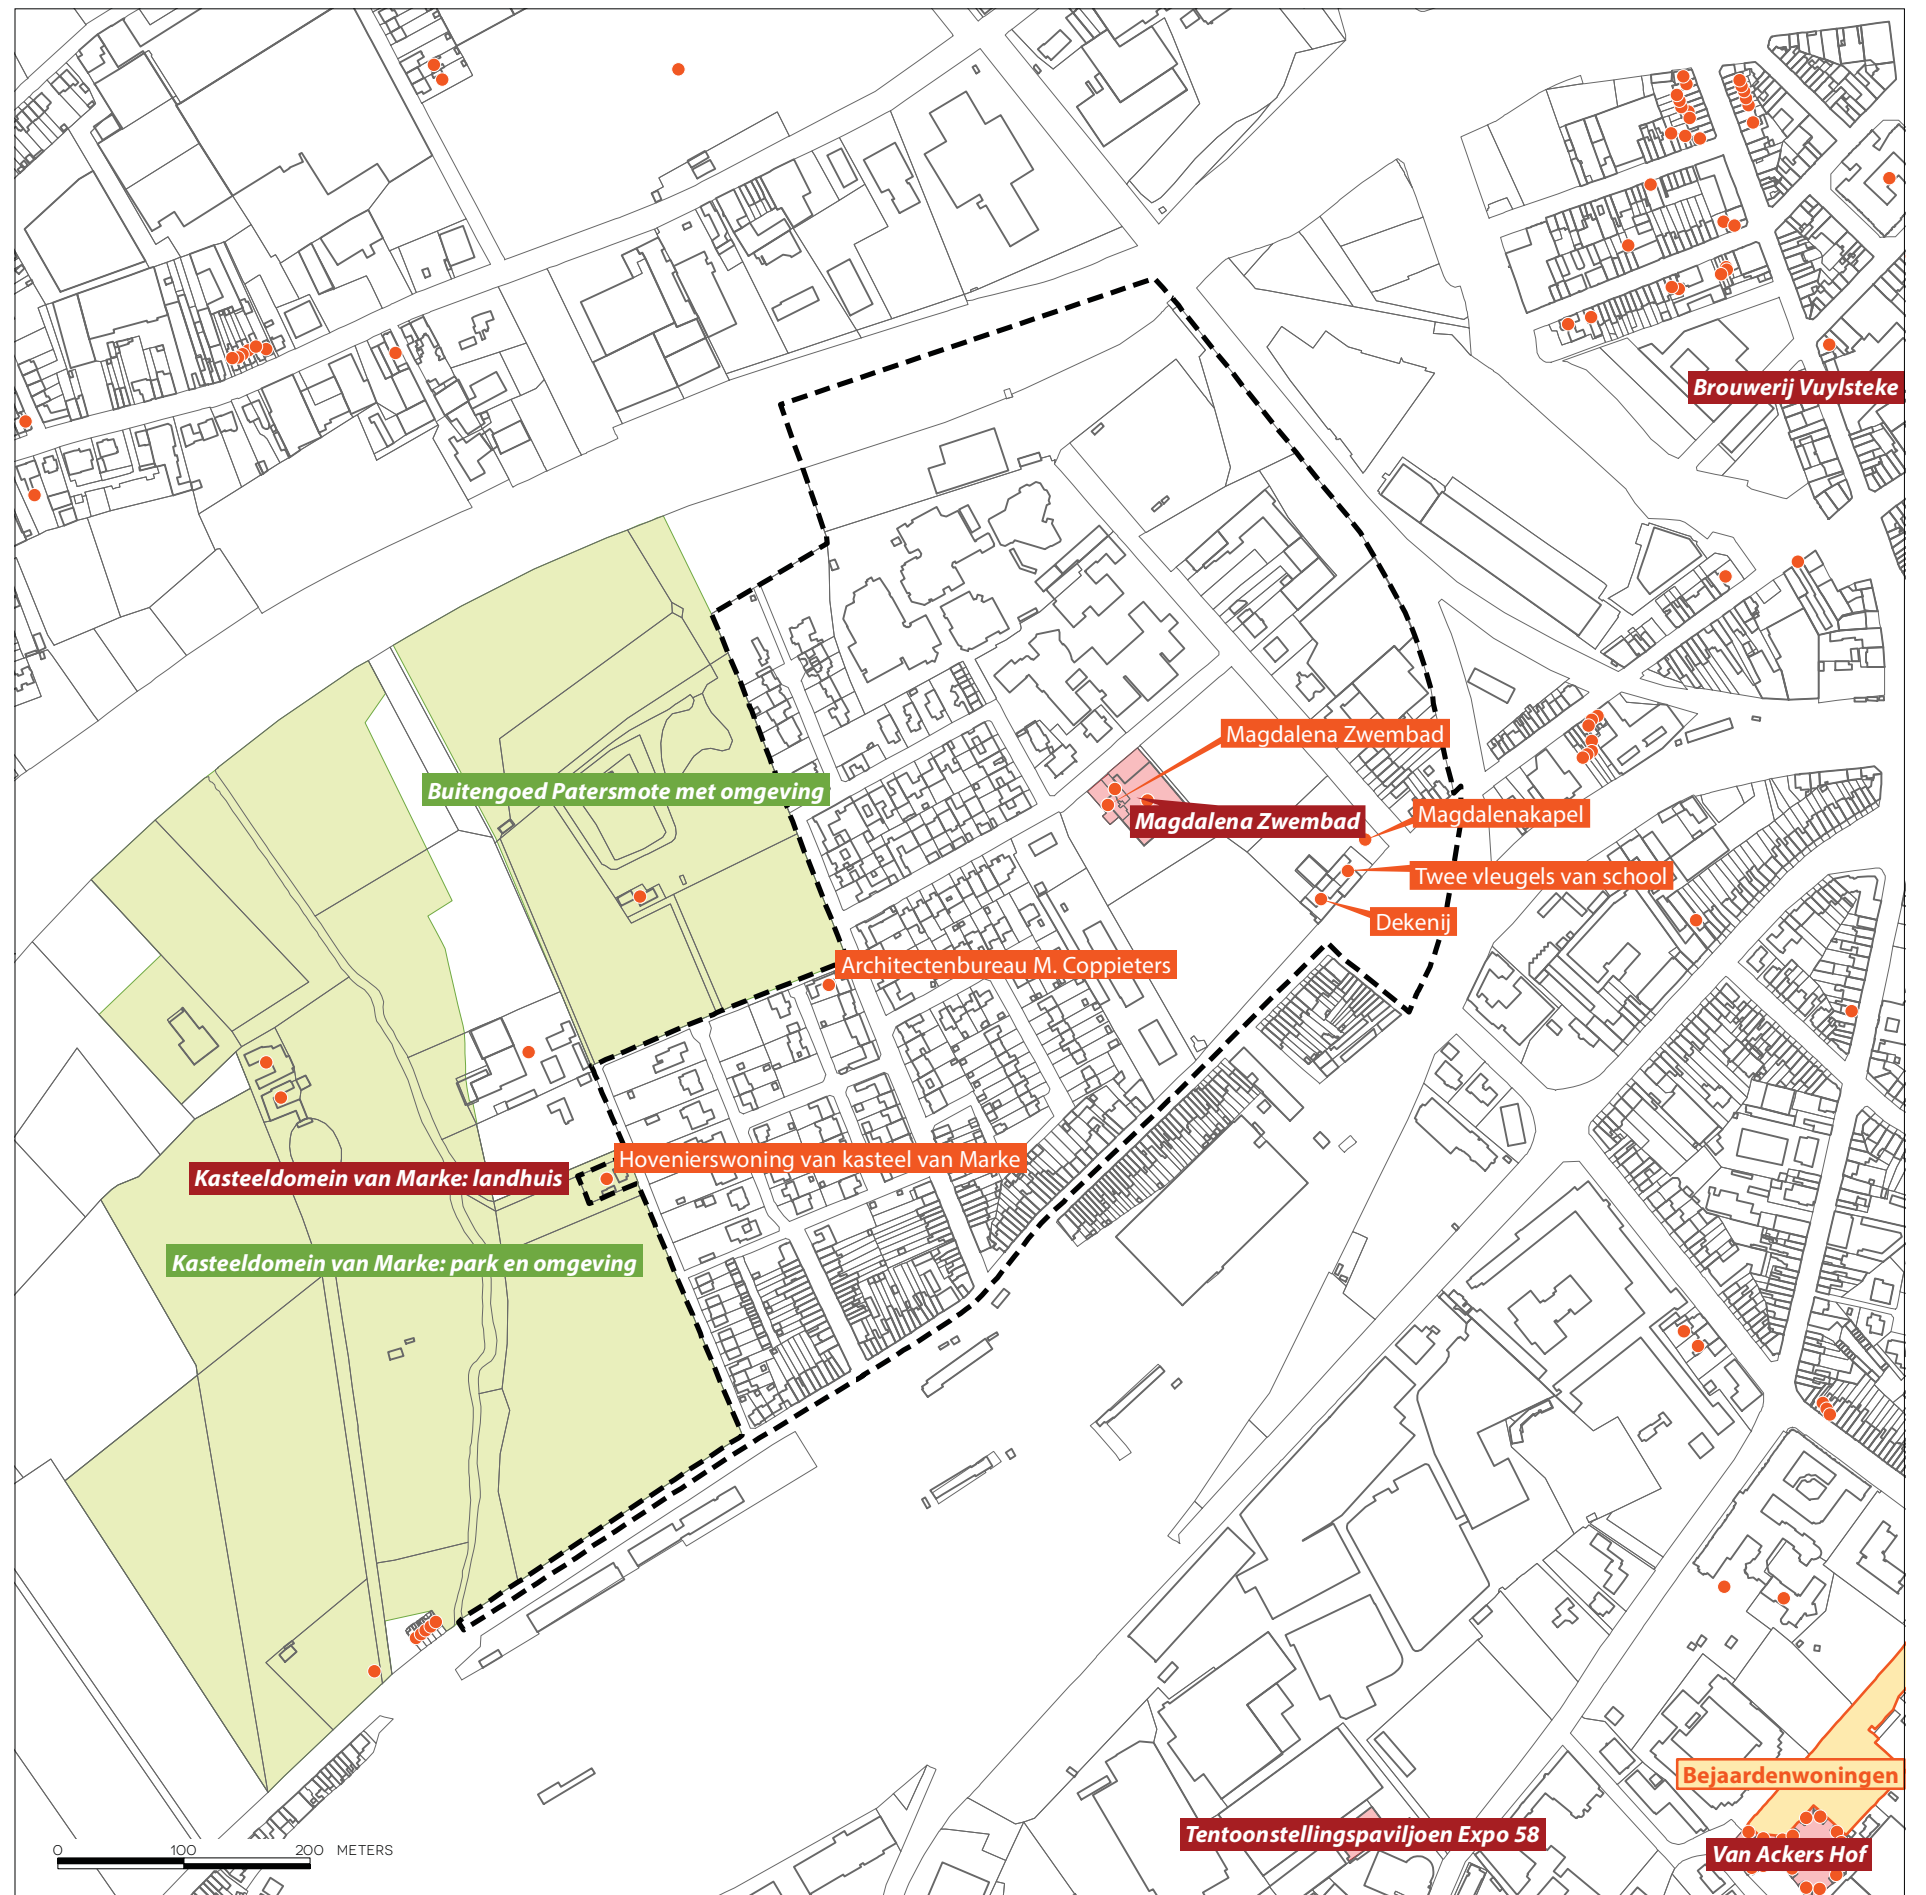 Brouwerij Vuylsteke
Magdalena Zwembad
Buitengoed Patersmote met omgeving
Magdalena Zwembad
Magdalenakapel
Twee vleugels van school
Dekenij
Architectenbureau M. Coppieters
Hovenierswoning van kasteel van Marke
Kasteeldomein van Marke: landhuis
Kasteeldomein van Marke: park en omgeving
Bejaardenwoningen
Tentoonstellingspaviljoen Expo 58
Van Ackers Hof
0 100 200 METERS